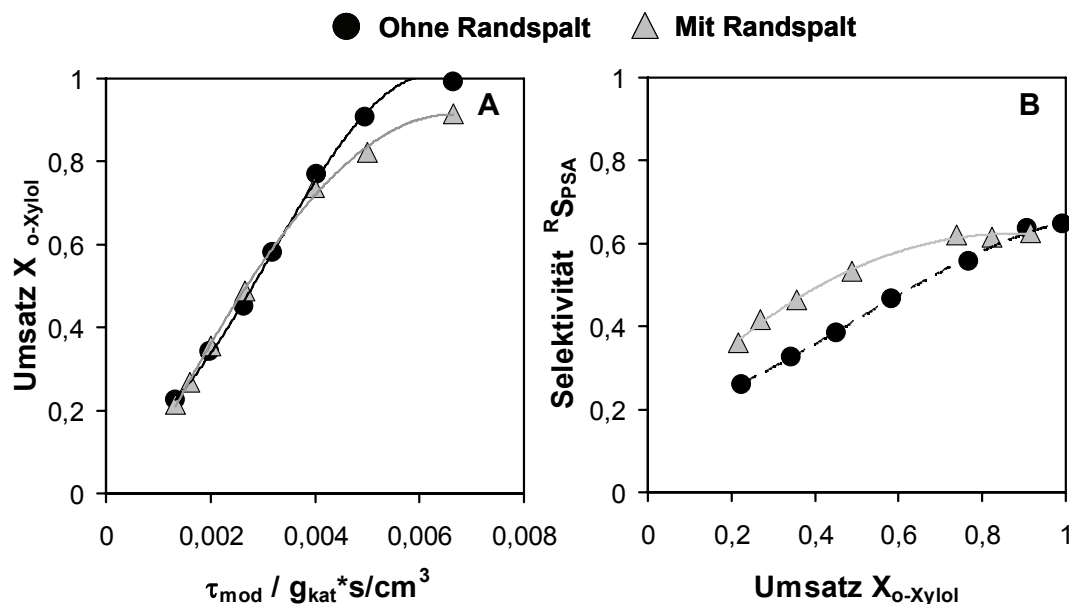 Ohne Randspalt Mit Randspalt
A
Umsatz X o-Xylol
1
0,8
0,6
0,4
0,2
0
0 0,002 0,004 0,006 0,008
τmod / gkat*s/cm³
B
Selektivität ᴿSPSA
1
0,8
0,6
0,4
0,2
0
0 0,2 0,4 0,6 0,8 1
Umsatz Xo-Xylol